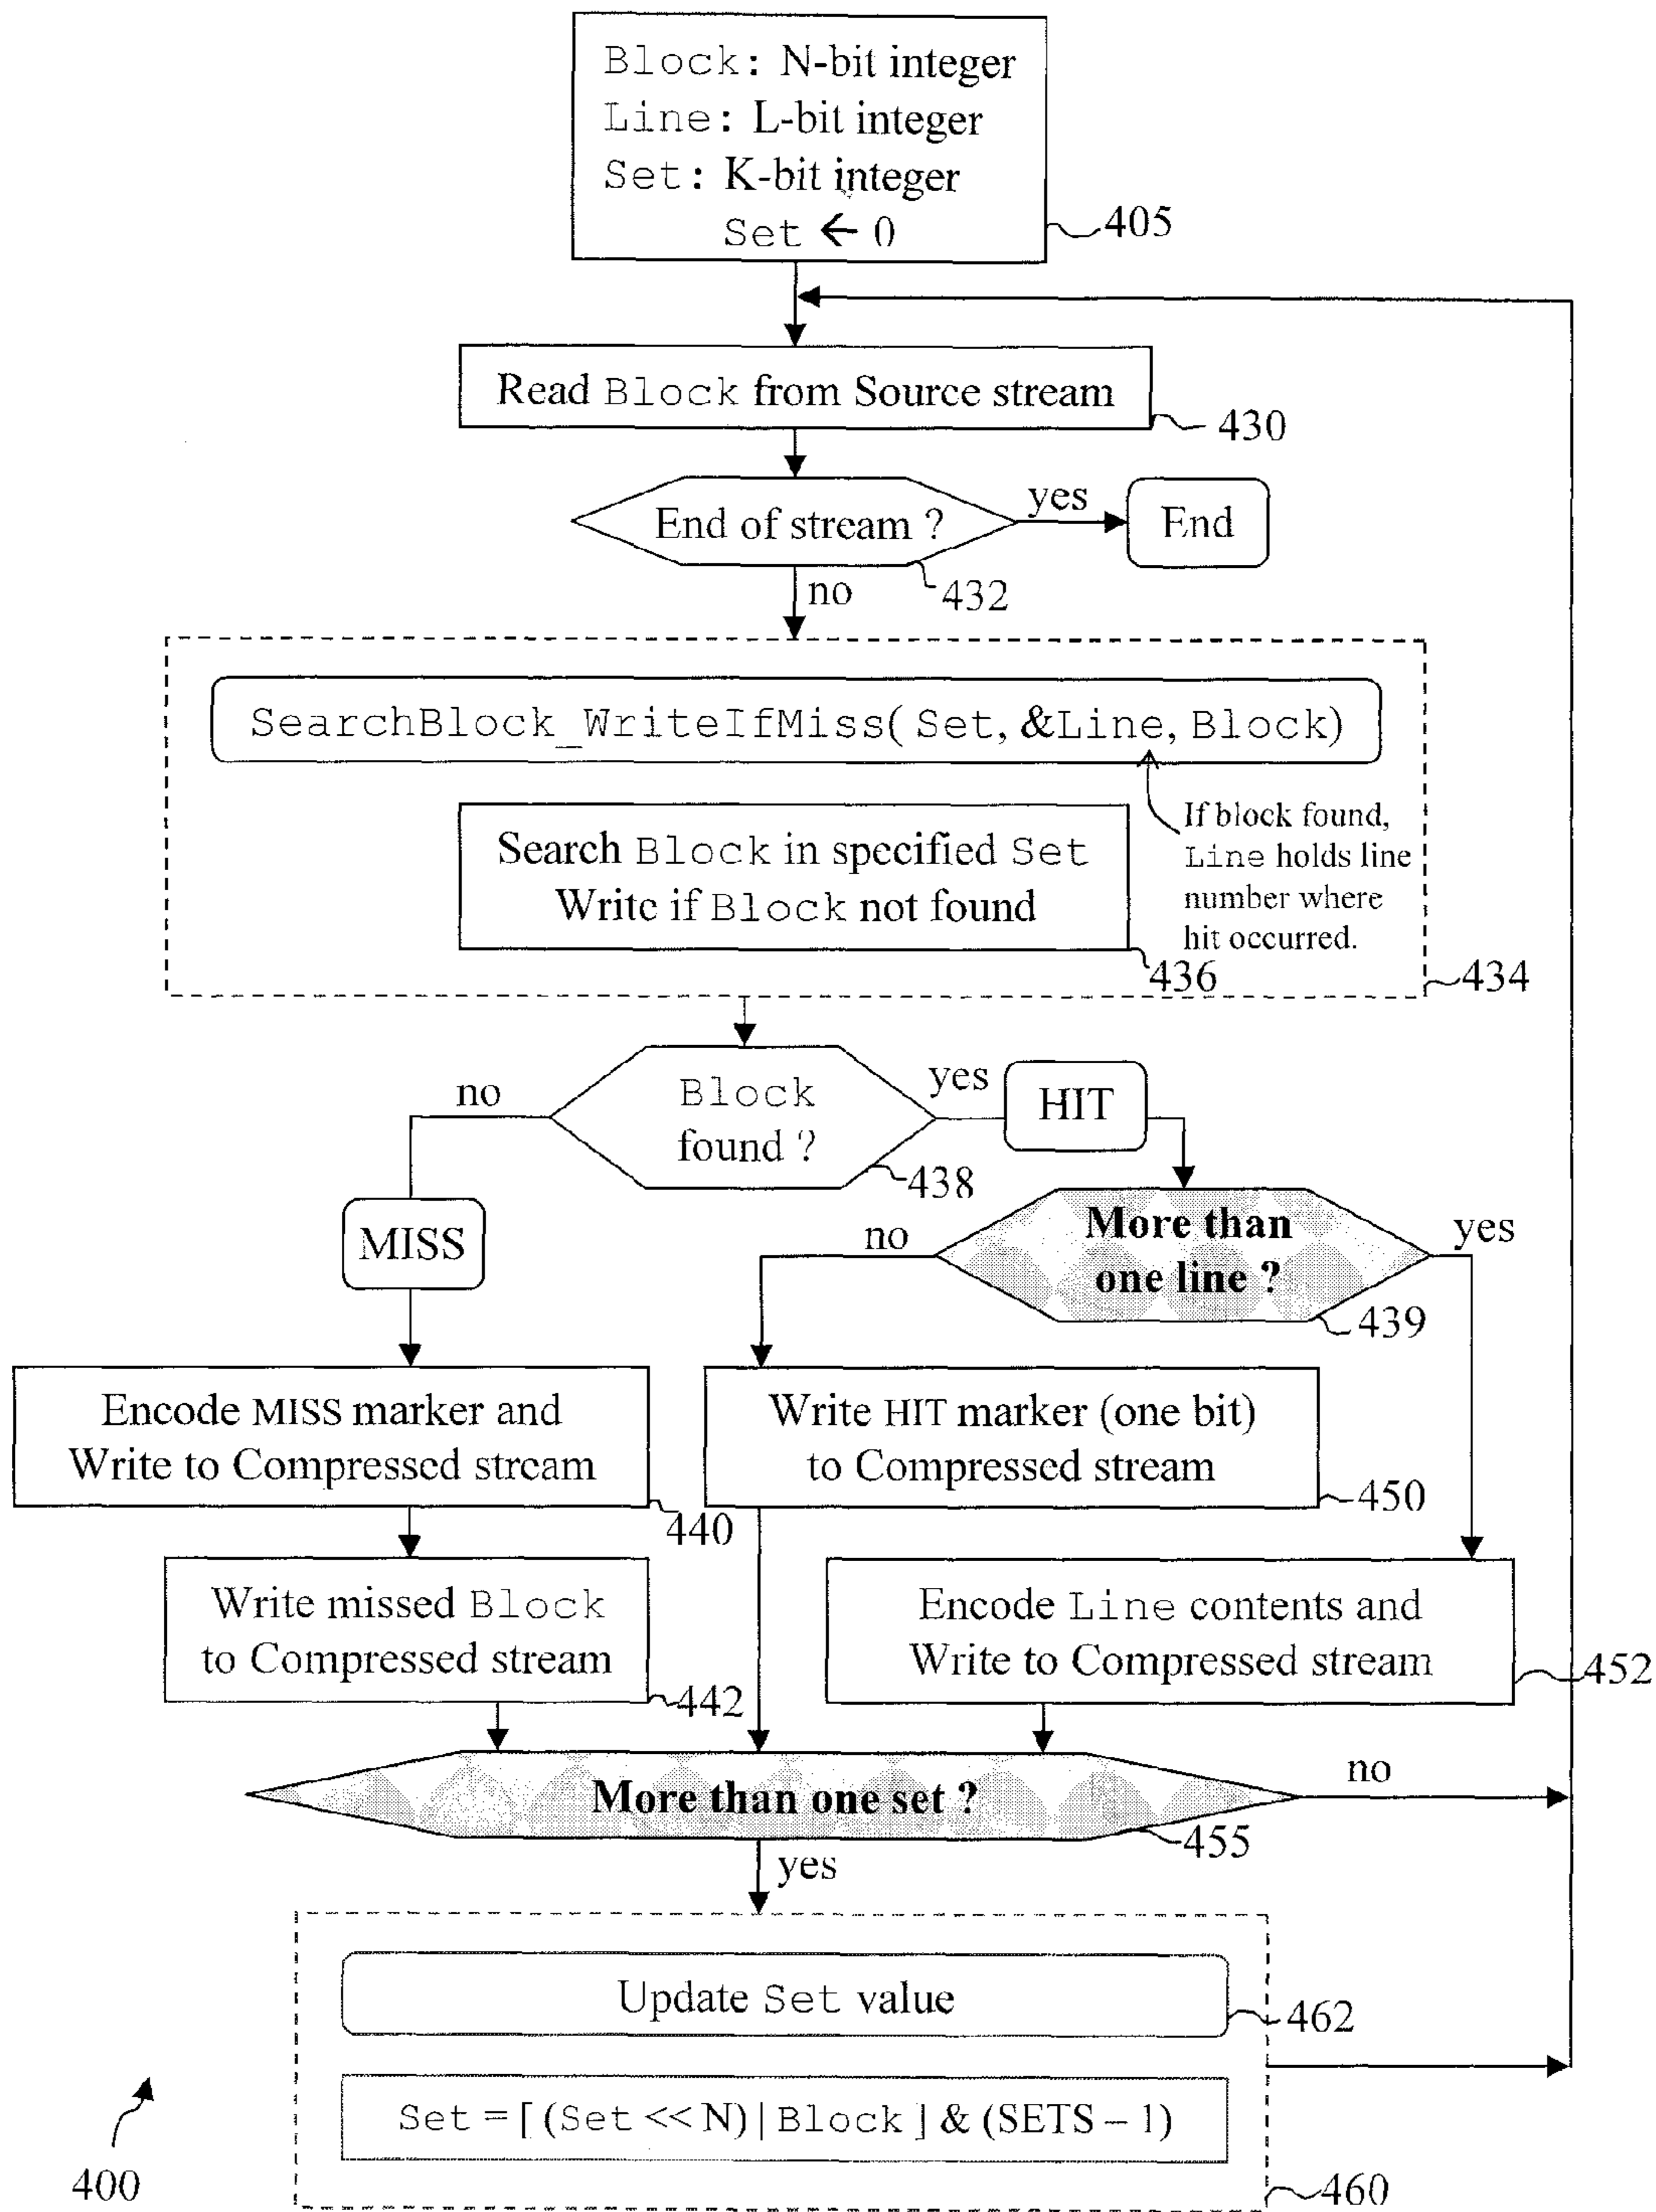 Block: N-bit integer
Line: L-bit integer
Set: K-bit integer
Set ← 0
405
Read Block from Source stream
430
End of stream ?
yes
End
no
432
SearchBlock_WriteIfMiss( Set, &Line, Block)
Search Block in specified Set
Write if Block not found
If block found,
Line holds line
number where
hit occurred.
436
434
no
Block
found ?
yes
HIT
438
MISS
no
More than
one line ?
yes
439
Encode MISS marker and
Write to Compressed stream
440
Write HIT marker (one bit)
to Compressed stream
450
Write missed Block
to Compressed stream
442
Encode Line contents and
Write to Compressed stream
452
More than one set ?
no
455
yes
Update Set value
462
Set = [ (Set << N) | Block ] & (SETS – 1)
460
400